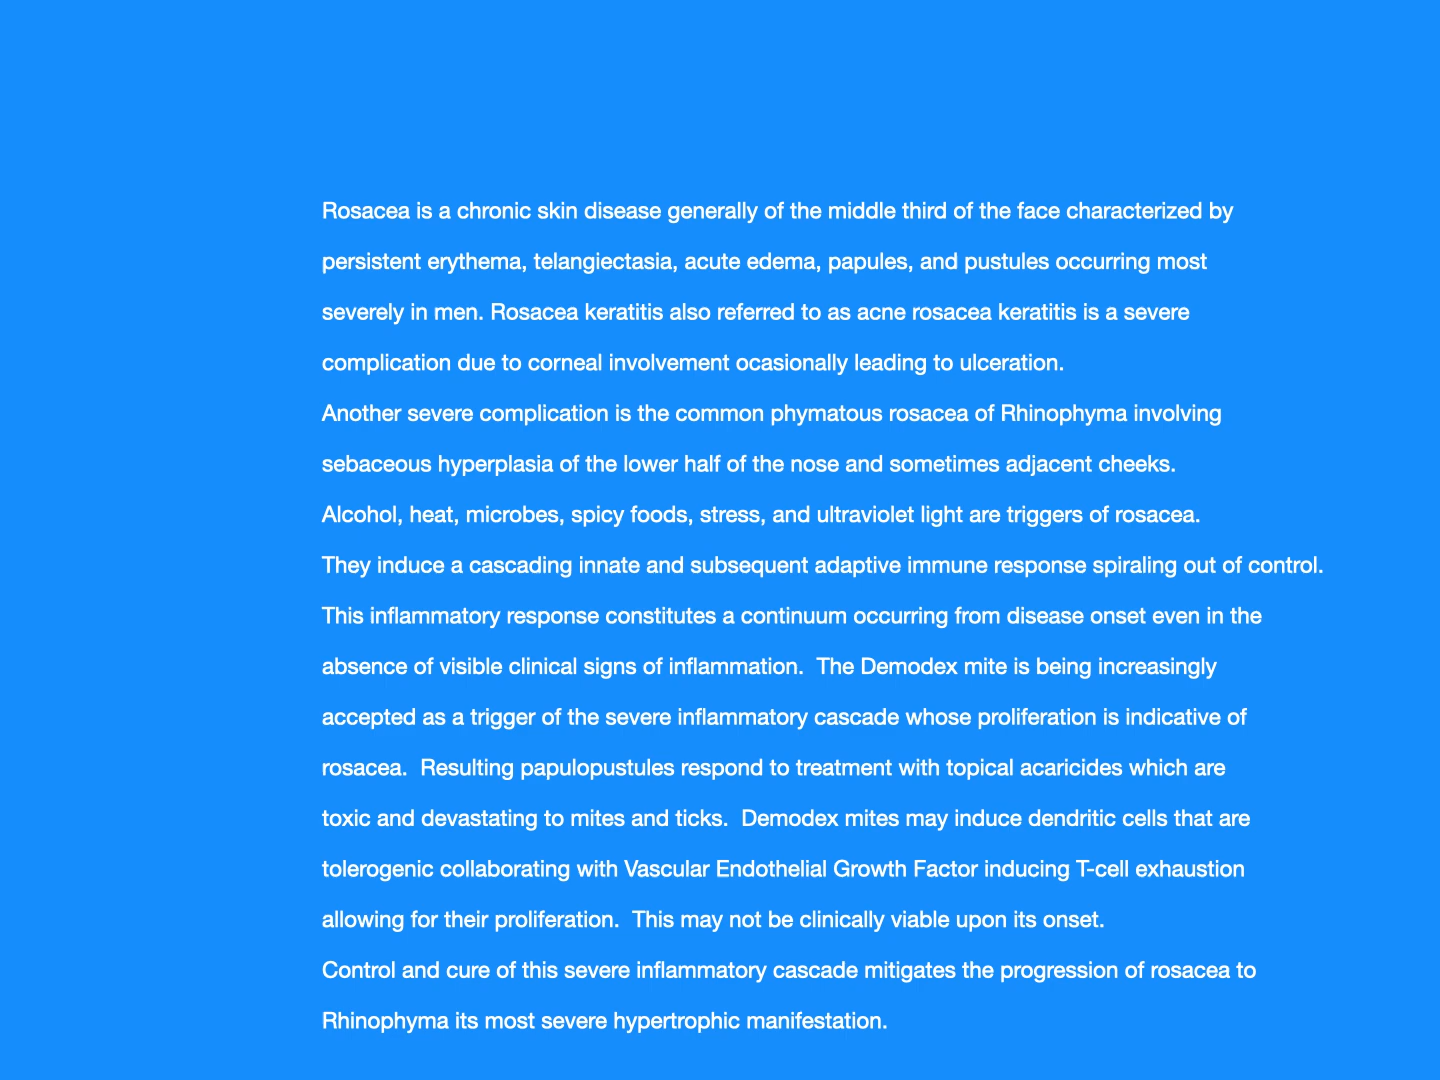 Rosacea is a chronic skin disease generally of the middle third of the face characterized by
persistent erythema, telangiectasia, acute edema, papules, and pustules occurring most
severely in men. Rosacea keratitis also referred to as acne rosacea keratitis is a severe
complication due to corneal involvement ocasionally leading to ulceration.
Another severe complication is the common phymatous rosacea of Rhinophyma involving
sebaceous hyperplasia of the lower half of the nose and sometimes adjacent cheeks.
Alcohol, heat, microbes, spicy foods, stress, and ultraviolet light are triggers of rosacea.
They induce a cascading innate and subsequent adaptive immune response spiraling out of control.
This inflammatory response constitutes a continuum occurring from disease onset even in the
absence of visible clinical signs of inflammation.  The Demodex mite is being increasingly
accepted as a trigger of the severe inflammatory cascade whose proliferation is indicative of
rosacea.  Resulting papulopustules respond to treatment with topical acaricides which are
toxic and devastating to mites and ticks.  Demodex mites may induce dendritic cells that are
tolerogenic collaborating with Vascular Endothelial Growth Factor inducing T-cell exhaustion
allowing for their proliferation.  This may not be clinically viable upon its onset.
Control and cure of this severe inflammatory cascade mitigates the progression of rosacea to
Rhinophyma its most severe hypertrophic manifestation.